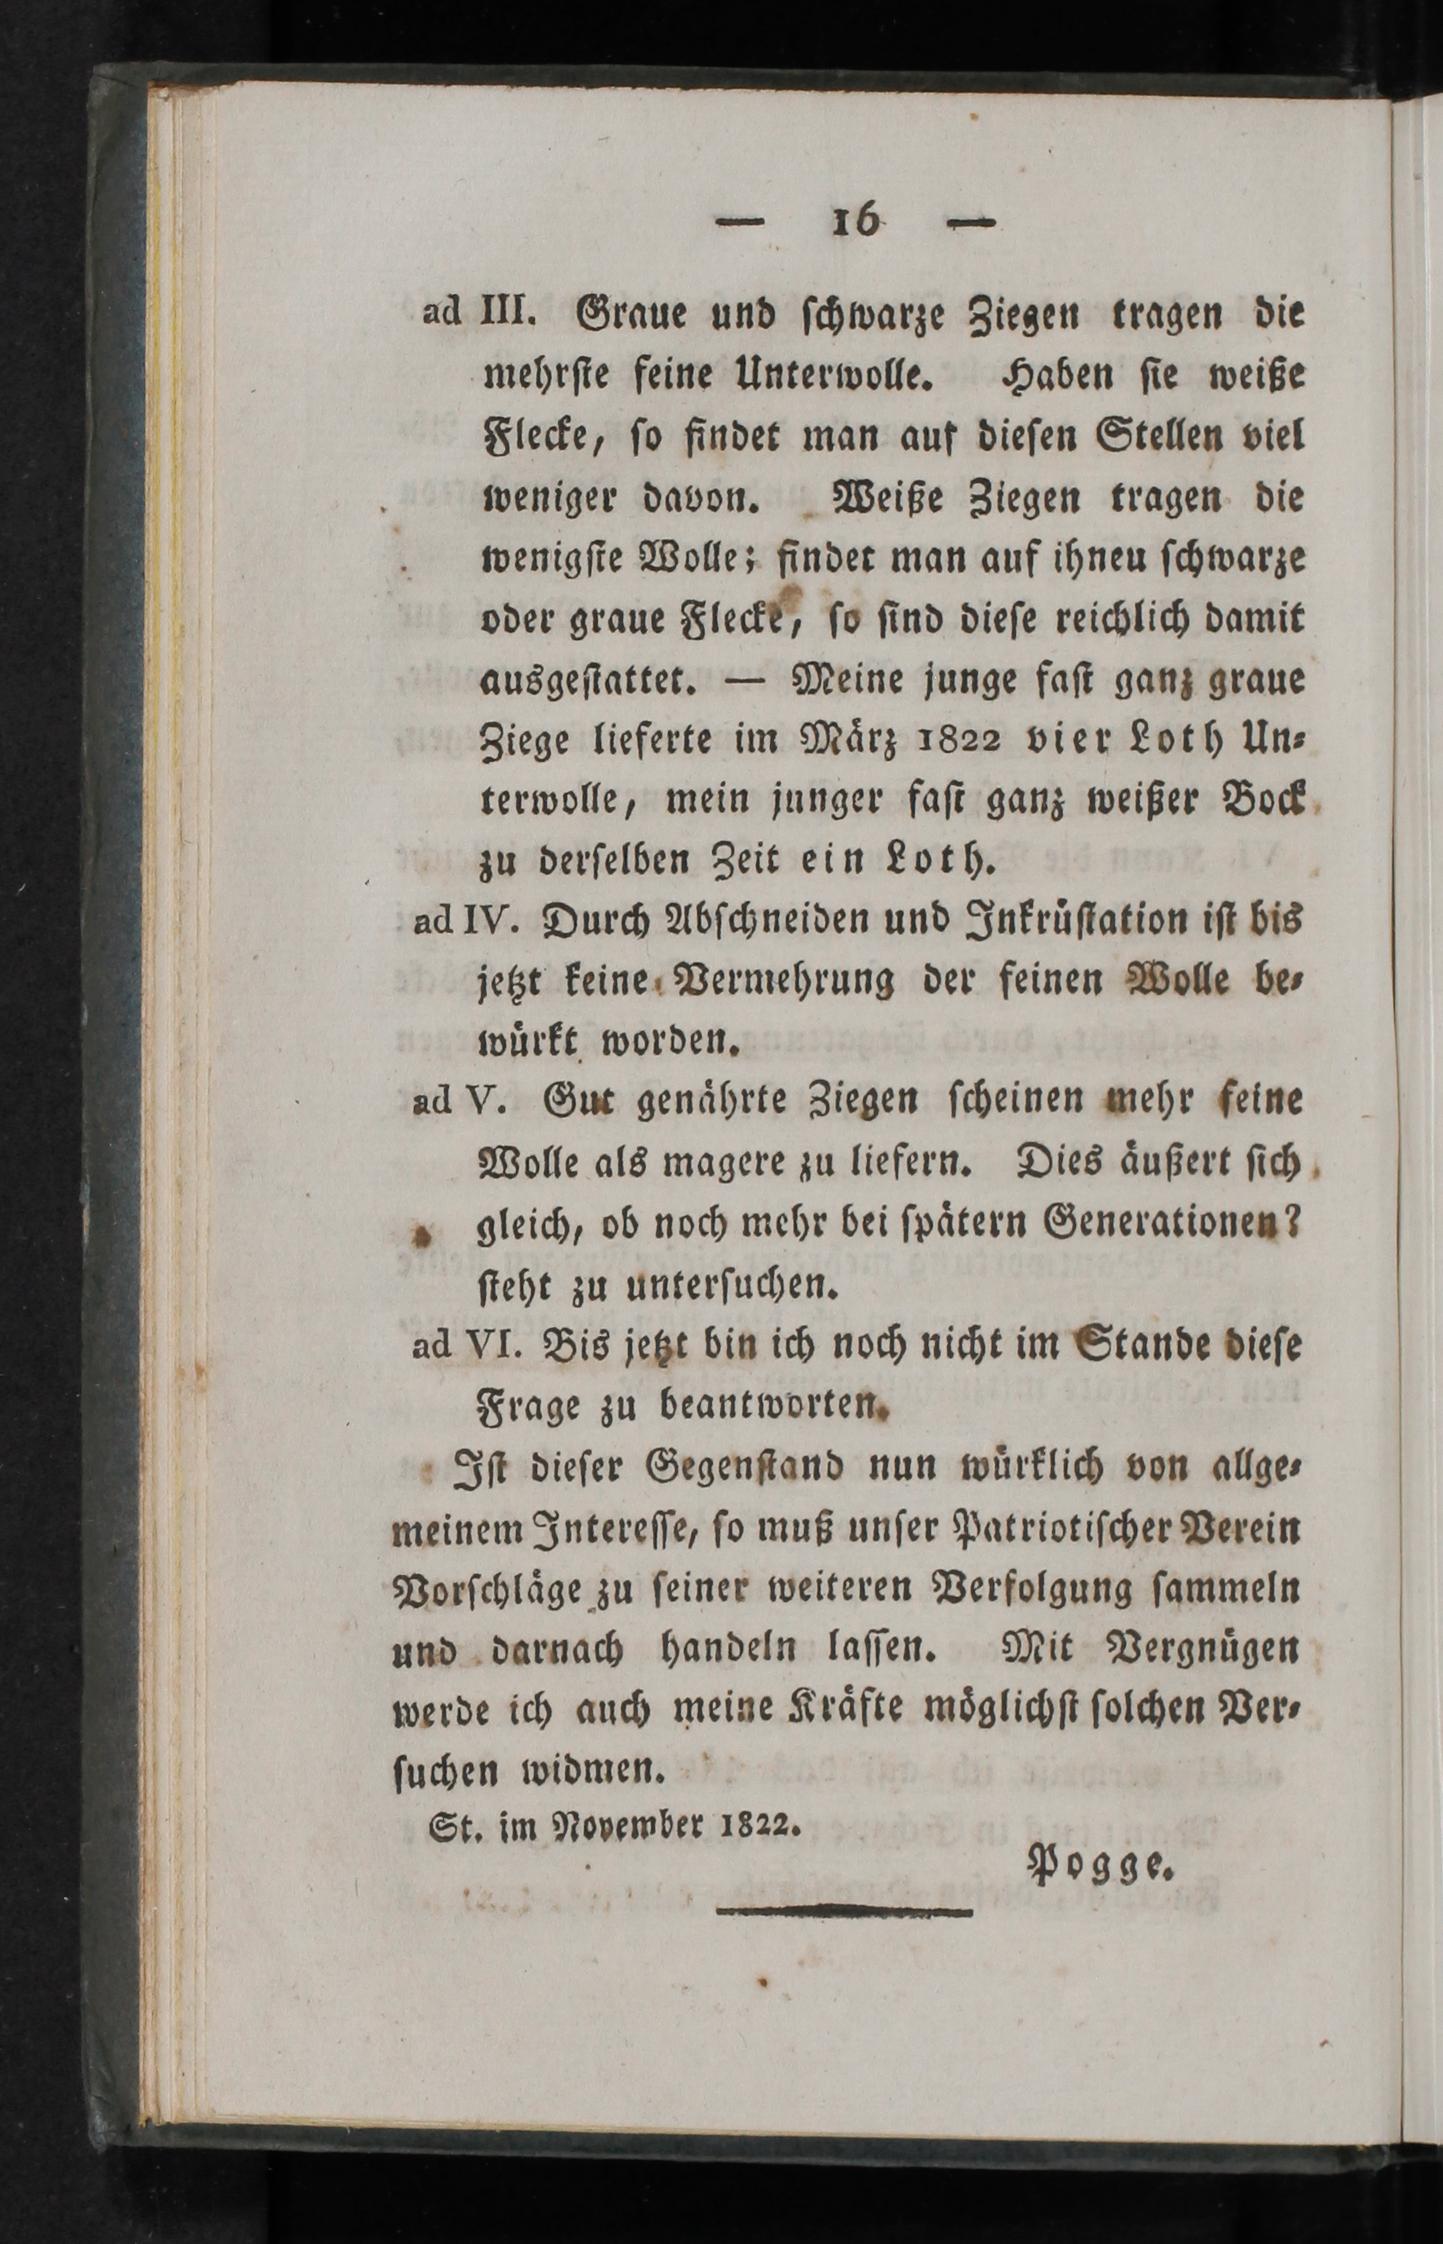 — 16 —
ad III. Graue und ſchwarze Ziegen tragen die
mehrſte feine Unterwolle. Haben ſie weiße
Flecke, ſo findet man auf dieſen Stellen viel
weniger davon. Weiße Ziegen tragen die
wenigſte Wolle; findet man auf ihneu ſchwarze
oder graue Flecke, ſo ſind dieſe reichlich damit
ausgeſtattet. — Meine junge faſt ganz graue
Ziege lieferte im März 1822 vier Loth Un⸗
terwolle, mein junger faſt ganz weißer Bock
zu derſelben Zeit ein Loth.
ad IV. Durch Abſchneiden und Inkrüſtation iſt bis
jetzt keine Vermehrung der feinen Wolle be⸗
würkt worden.
ad V. Gut genährte Ziegen ſcheinen mehr feine
Wolle als magere zu liefern. Dies äußert ſich
gleich, ob noch mehr bei ſpätern Generationen?
ſteht zu unterſuchen.
ad VI. Bis jetzt bin ich noch nicht im Stande dieſe
Frage zu beantworten.
Iſt dieſer Gegenſtand nun würklich von allge⸗
meinem Intereſſe, ſo muß unſer Patriotiſcher Verein
Vorſchläge zu ſeiner weiteren Verfolgung ſammeln
und darnach handeln laſſen. Mit Vergnügen
werde ich auch meine Kräfte möglichſt ſolchen Ver⸗
ſuchen widmen.
St. im November 1822.
Pogge.